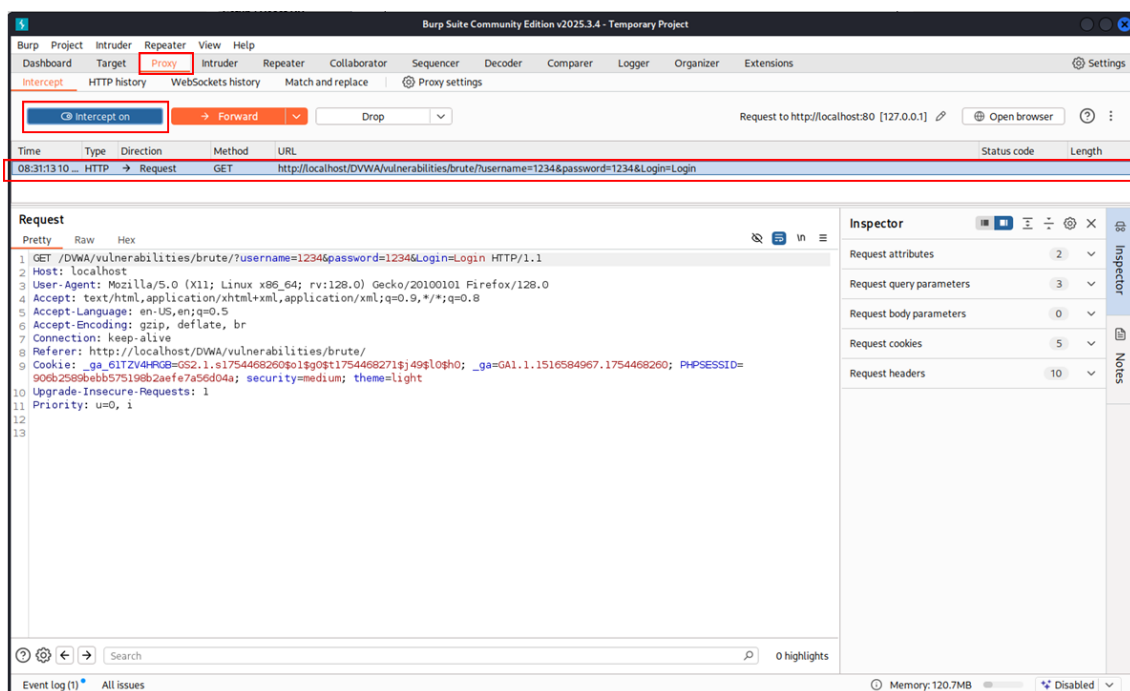 Burp Suite Community Edition v2025.3.4 - Temporary Project
Burp Project Intruder Repeater View Help
Dashboard Target Proxy Intruder Repeater Collaborator Sequencer Decoder Comparer Logger Organizer Extensions Settings
Intercept HTTP history WebSockets history Match and replace Proxy settings
Intercept on Forward Drop Request to http://localhost:80 [127.0.0.1] Open browser
Time Type Direction Method URL Status code Length
08:31:13 10 ... HTTP → Request GET http://localhost/DVWA/vulnerabilities/brute/?username=1234&password=1234&Login=Login
Request
Pretty Raw Hex \n
1 GET /DVWA/vulnerabilities/brute/?username=1234&password=1234&Login=Login HTTP/1.1
2 Host: localhost
3 User-Agent: Mozilla/5.0 (X11; Linux x86_64; rv:128.0) Gecko/20100101 Firefox/128.0
4 Accept: text/html,application/xhtml+xml,application/xml;q=0.9,*/*;q=0.8
5 Accept-Language: en-US,en;q=0.5
6 Accept-Encoding: gzip, deflate, br
7 Connection: keep-alive
8 Referer: http://localhost/DVWA/vulnerabilities/brute/
9 Cookie: _ga_61TZV4HRGB=GS2.1.s1754468260$o1$g0$t1754468271$j49$l0$h0; _ga=GA1.1.1516584967.1754468260; PHPSESSID=
906b2589bebb575198b2aefe7a56d04a; security=medium; theme=light
10 Upgrade-Insecure-Requests: 1
11 Priority: u=0, i
12
13
Inspector
Request attributes 2
Request query parameters 3
Request body parameters 0
Request cookies 5
Request headers 10
Inspector
Notes
Search 0 highlights
Event log (1) All issues Memory: 120.7MB Disabled